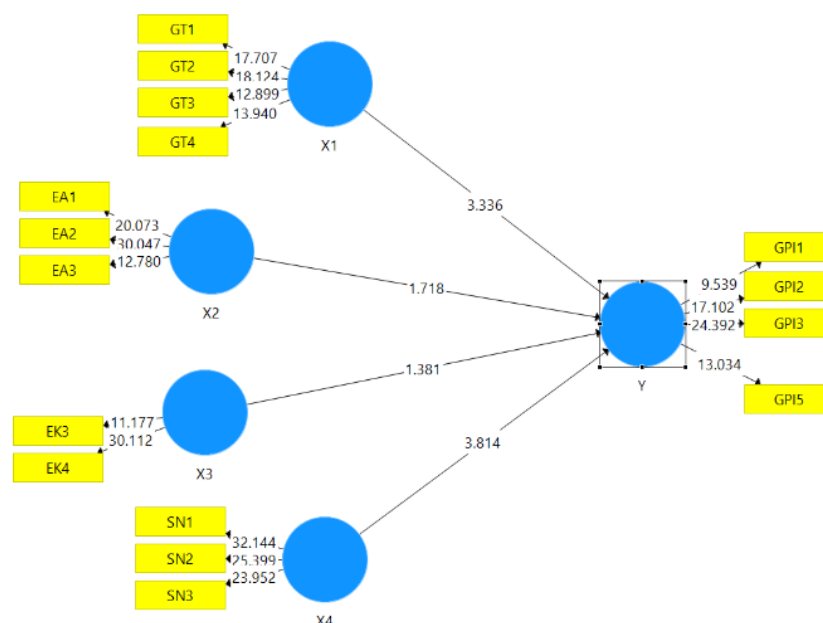 GT1
17.707
GT2
18.124
GT3
12.899
GT4
13.940
X1
3.336
EA1
20.073
EA2
30.047
EA3
12.780
X2
1.718
GPI1
9.539
GPI2
17.102
GPI3
24.392
13.034
GPI5
Y
1.381
EK3
11.177
EK4
30.112
X3
3.814
SN1
32.144
SN2
25.399
SN3
23.952
X4